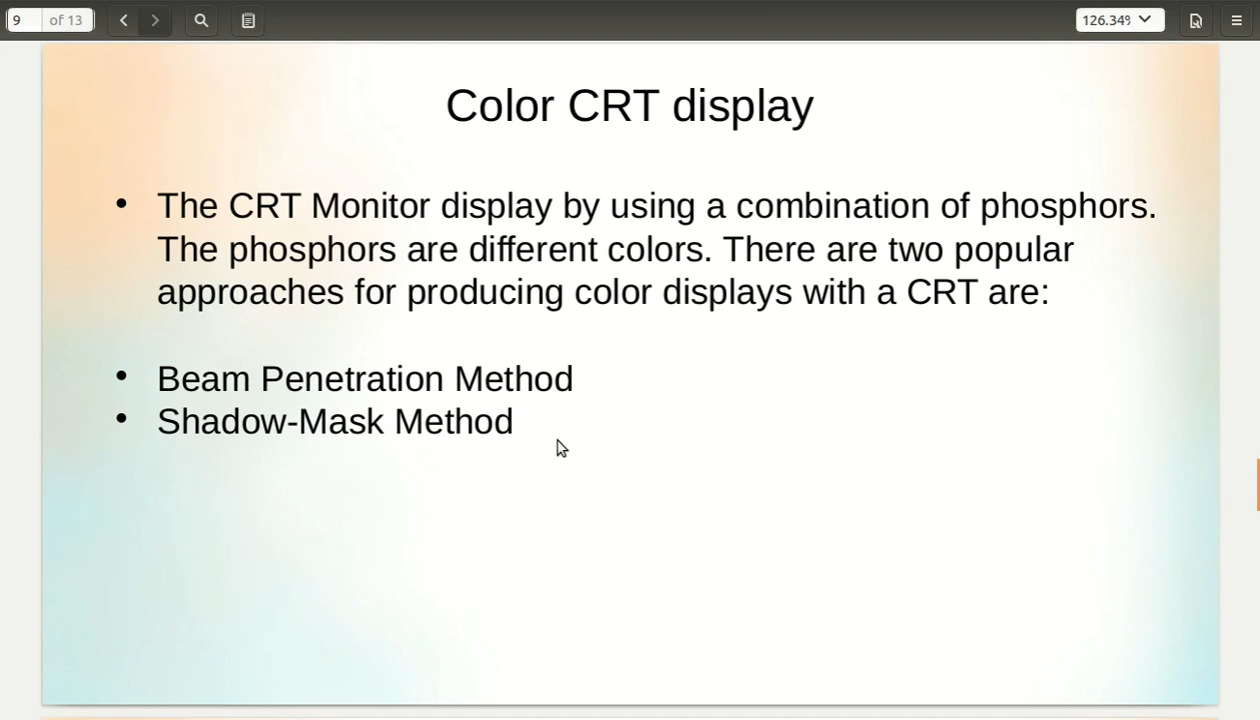 9 of 13
126.34%
Color CRT display
• The CRT Monitor display by using a combination of phosphors.
The phosphors are different colors. There are two popular
approaches for producing color displays with a CRT are:
• Beam Penetration Method
• Shadow-Mask Method